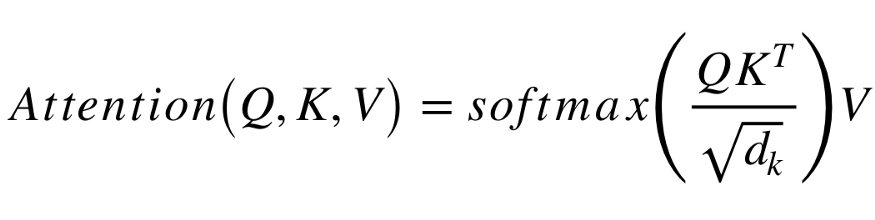 Attention(Q, K, V) = softmax(QK^T / √d_k)V